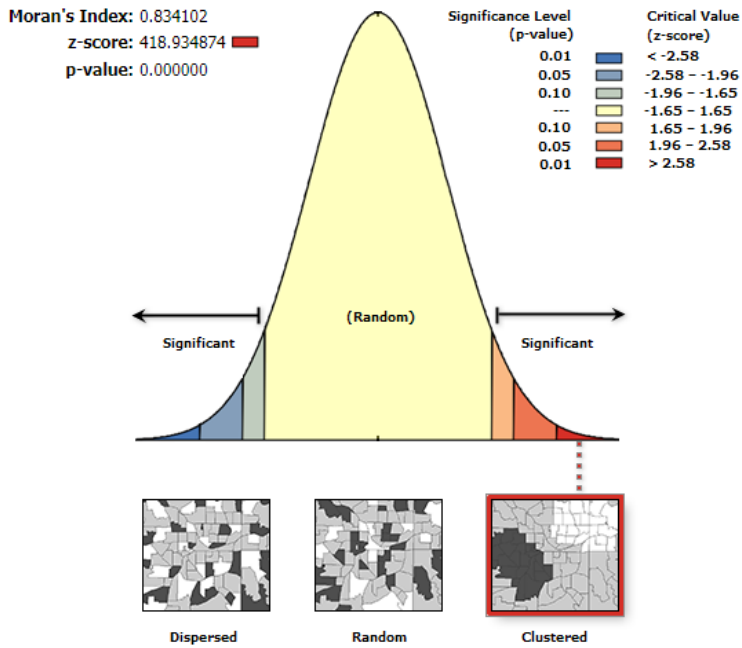 Moran's Index: 0.834102
z-score: 418.934874
p-value: 0.000000
Significance Level
(p-value)
Critical Value
(z-score)
0.01 < -2.58
0.05 -2.58 – -1.96
0.10 -1.96 – -1.65
--- -1.65 – 1.65
0.10 1.65 – 1.96
0.05 1.96 – 2.58
0.01 > 2.58
(Random)
Significant
Significant
Dispersed
Random
Clustered